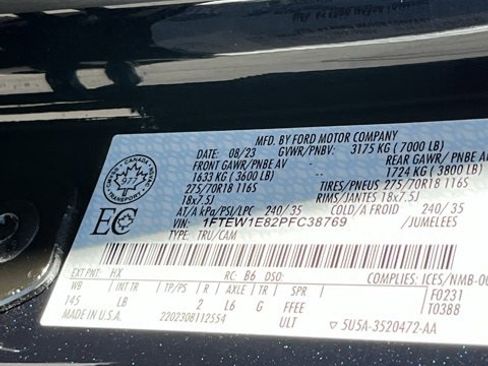 MFD. BY FORD MOTOR COMPANY
DATE: 08/23 GVWR/PNBV: 3175 KG ( 7000 LB)
FRONT GAWR/PNBE AV REAR GAWR/ PNBE
1633 KG ( 3600 LB) 1724 KG ( 3800 LB)
275/70R18 116S TIRES/PNEUS 275/70R18 116S
18x7.5J RIMS/JANTES 18x7.5J
AT/A kPa/PSI/LPC 240/ 35 COLD/A FROID 240/ 35
VIN: 1FTEW1E82PFC38769 /JUMELEES
TYPE: TRU/CAM
CANADA
977
EC
EXT PNT: HX RC: B6 DSO: COMPLIES: ICES/NMB-00
WB INT TR TP/PS R AXLE TR SPR F0231
145 LB 2 L6 G FFEE T0388
MADE IN U.S.A. 2202308112554 ULT 5U5A-3520472-AA